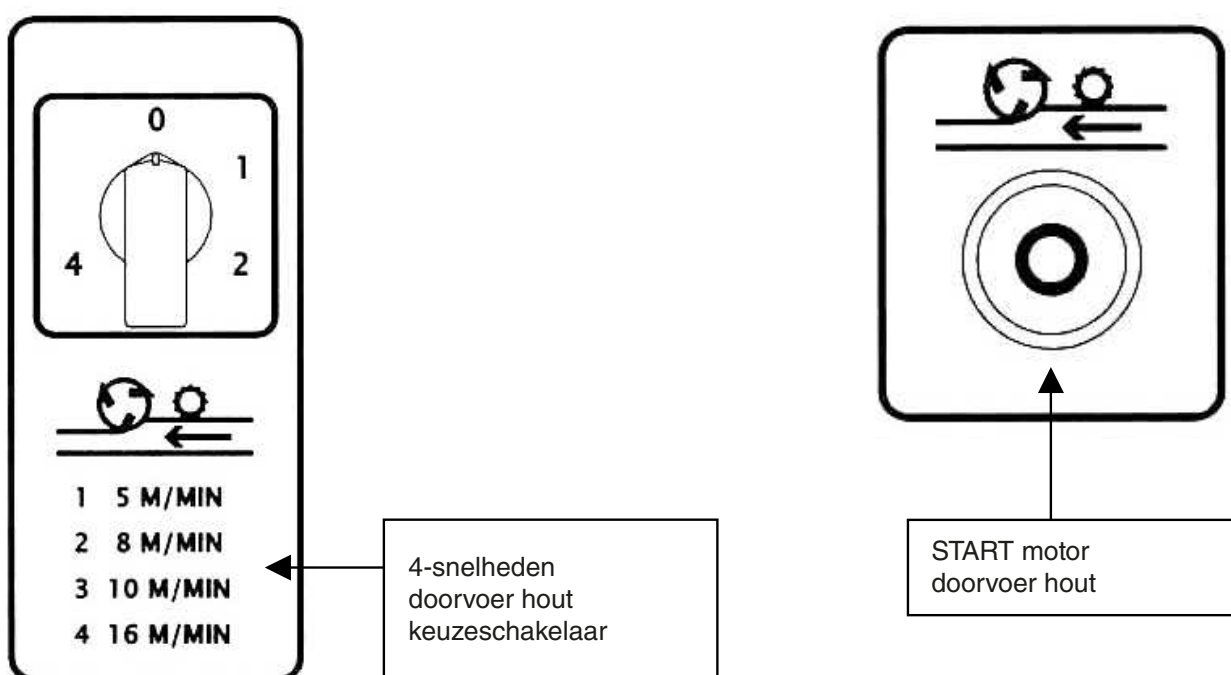 0
1
4
2
1 5 M/MIN
2 8 M/MIN
3 10 M/MIN
4 16 M/MIN
4-snelheden
doorvoer hout
keuzeschakelaar
START motor
doorvoer hout